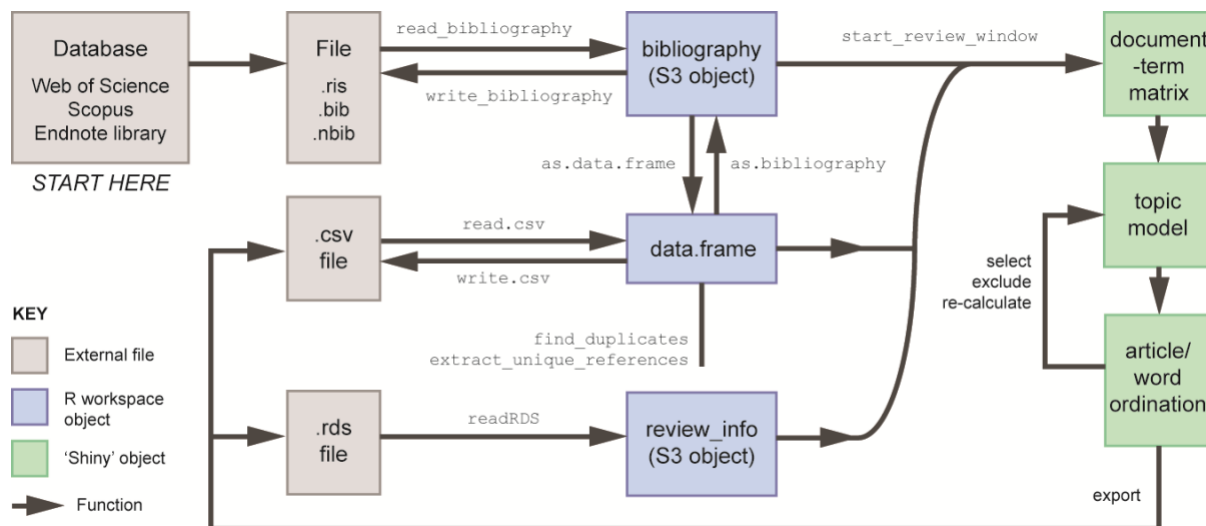 Database
Web of Science
Scopus
Endnote library
START HERE
File
.ris
.bib
.nbib
read_bibliography
write_bibliography
bibliography
(S3 object)
start_review_window
document
-term
matrix
as.data.frame
as.bibliography
.csv
file
read.csv
write.csv
data.frame
topic
model
select
exclude
re-calculate
find_duplicates
extract_unique_references
article/
word
ordination
.rds
file
readRDS
review_info
(S3 object)
export
KEY
External file
R workspace
object
‘Shiny’ object
Function